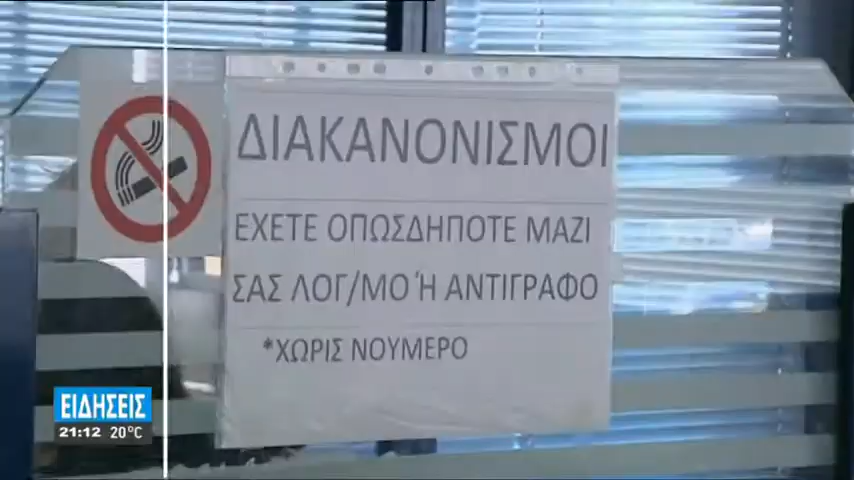 ΔΙΑΚΑΝΟΝΙΣΜΟΙ
ΕΧΕΤΕ ΟΠΩΣΔΗΠΟΤΕ ΜΑΖΙ
ΣΑΣ ΛΟΓ/ΜΟ Ή ΑΝΤΙΓΡΑΦΟ
*ΧΩΡΙΣ ΝΟΥΜΕΡΟ
ΕΙΔΗΣΕΙΣ
21:12 20°C